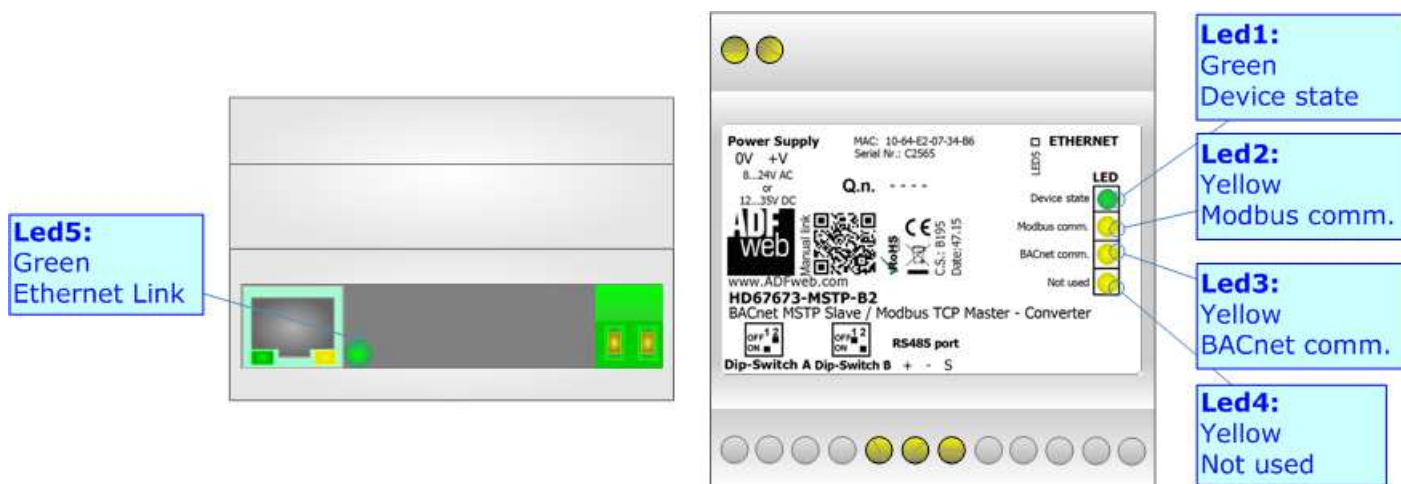 Led5:
Green
Ethernet Link
Power Supply
0V +V
8...24V AC
or
12...35V DC
MAC: 10-64-E2-07-34-B6
Serial Nr.: C2565
Q.n. - - - -
ADF
web
Manual link
RoHS
CE
C.S.: B195
Date:47.15
www.ADFweb.com
HD67673-MSTP-B2
BACnet MSTP Slave / Modbus TCP Master - Converter
OFF 1 2
ON
OFF 1 2
ON
RS485 port
Dip-Switch A Dip-Switch B + - S
ETHERNET
LED5
LED
Device state
Modbus comm.
BACnet comm.
Not used
Led1:
Green
Device state
Led2:
Yellow
Modbus comm.
Led3:
Yellow
BACnet comm.
Led4:
Yellow
Not used